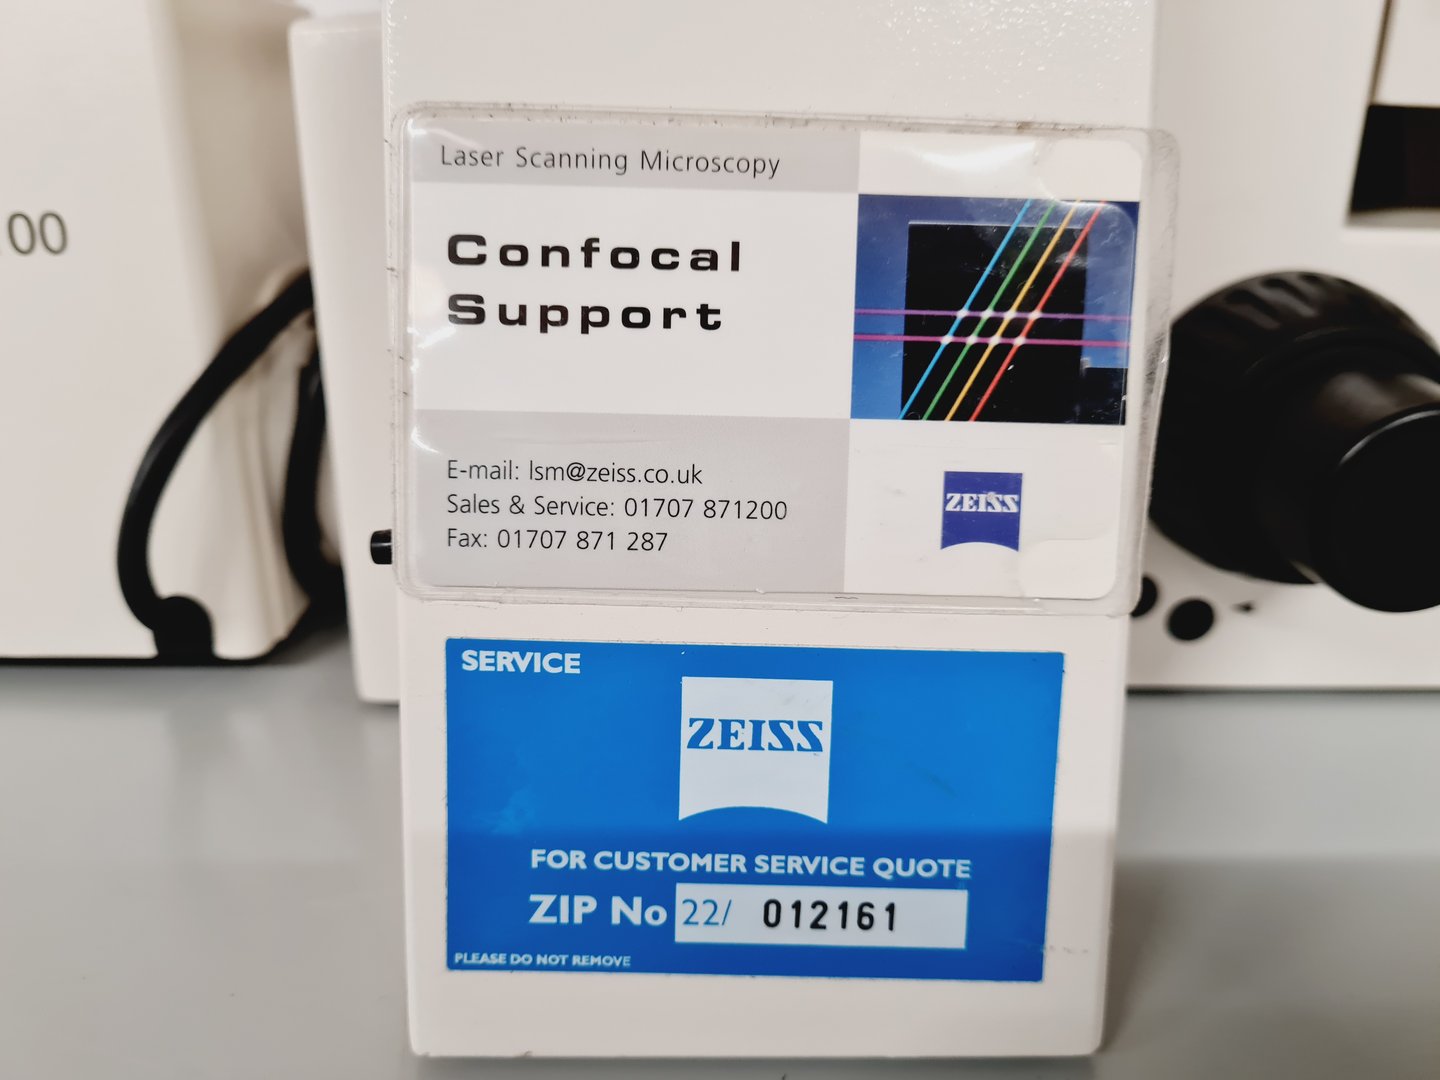 00
Laser Scanning Microscopy
Confocal
Support
E-mail: lsm@zeiss.co.uk
Sales & Service: 01707 871200
Fax: 01707 871 287
ZEISS
SERVICE
ZEISS
FOR CUSTOMER SERVICE QUOTE
ZIP No 22/ 012161
PLEASE DO NOT REMOVE